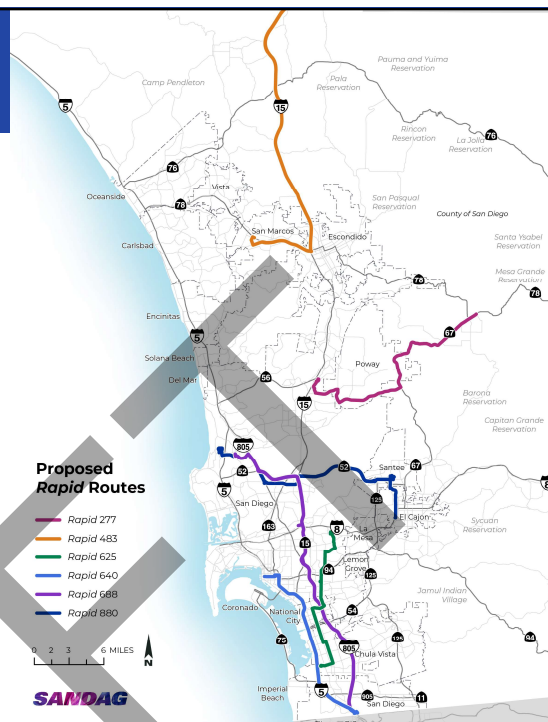 Pauma and Yuima
Reservation
Camp Pendleton
Pala
Reservation
5
15
Rincon
Reservation
La Jolla
Reservation
76
76
Vista
Oceanside
78
San Pasqual
Reservation
County of San Diego
San Marcos
Escondido
Carlsbad
Santa Ysabel
Reservation
Mesa Grande
Reservation
78
78
Encinitas
5
67
Solana Beach
Poway
Del Mar
56
15
Barona
Reservation
Capitan Grande
Reservation
805
52
52
Santee
67
Proposed
Rapid Routes
5
San Diego
125
El Cajon
Rapid 277
Rapid 483
Rapid 625
Rapid 640
Rapid 688
Rapid 880
163
8
La
Mesa
Sycuan
Reservation
15
94
Lemon
Grove
125
Jamul Indian
Village
Coronado
National
City
54
75
125
94
805
Chula Vista
0 2 3 6 MILES
N
Imperial
Beach
5
905
San Diego
11
SANDAG